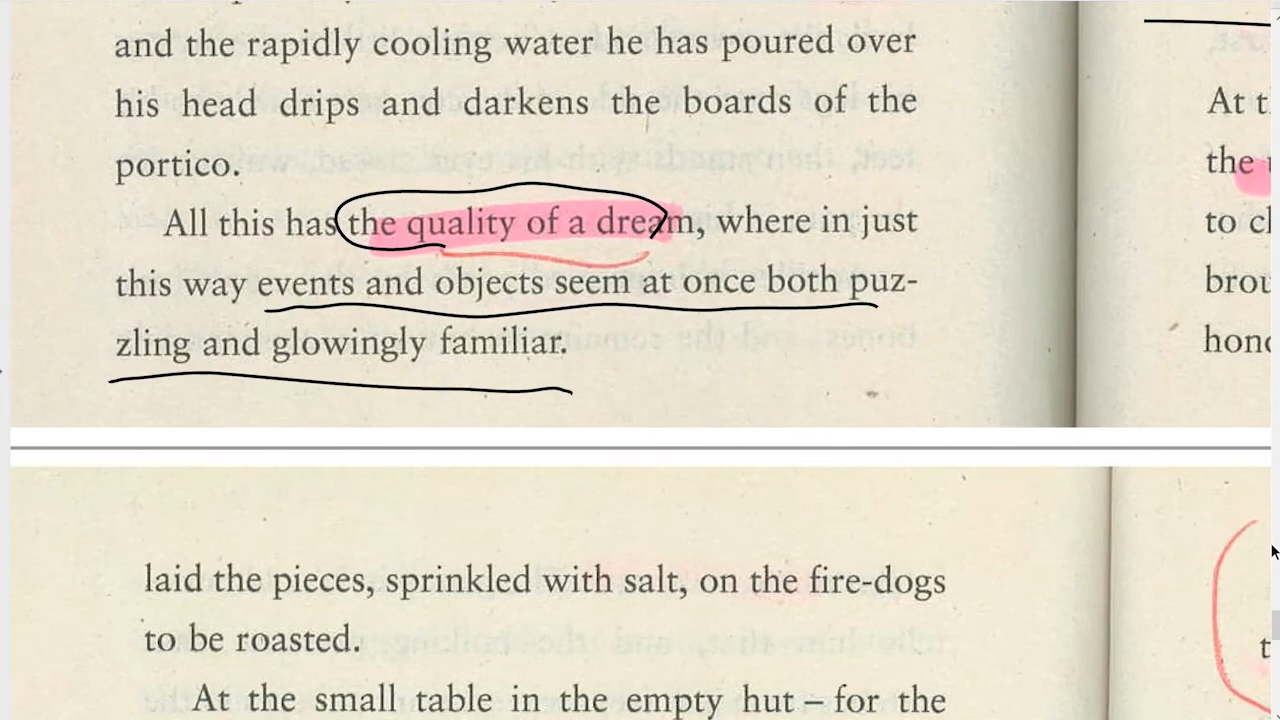 and the rapidly cooling water he has poured over
his head drips and darkens the boards of the
portico.
All this has the quality of a dream, where in just
this way events and objects seem at once both puz-
zling and glowingly familiar.
At
the
to
laid the pieces, sprinkled with salt, on the fire-dogs
to be roasted.
At the small table in the empty hut – for the